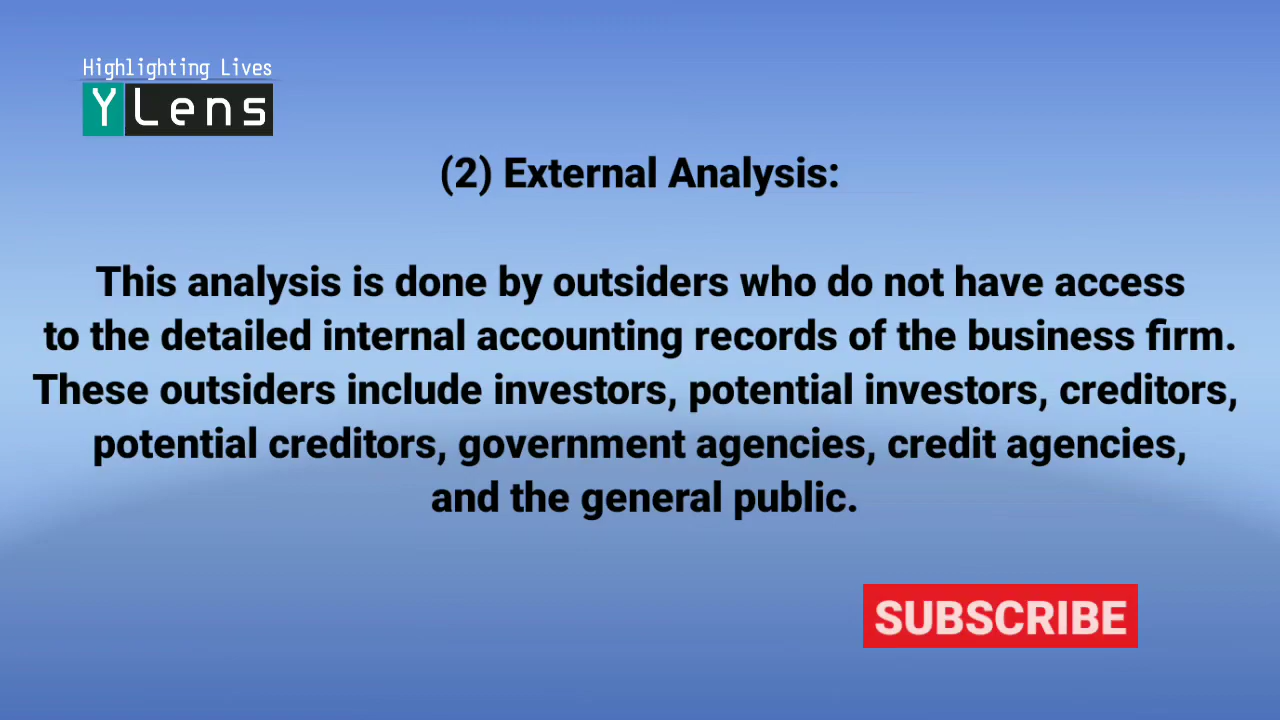 Highlighting Lives
YLens
(2) External Analysis:
This analysis is done by outsiders who do not have access
to the detailed internal accounting records of the business firm.
These outsiders include investors, potential investors, creditors,
potential creditors, government agencies, credit agencies,
and the general public.
SUBSCRIBE